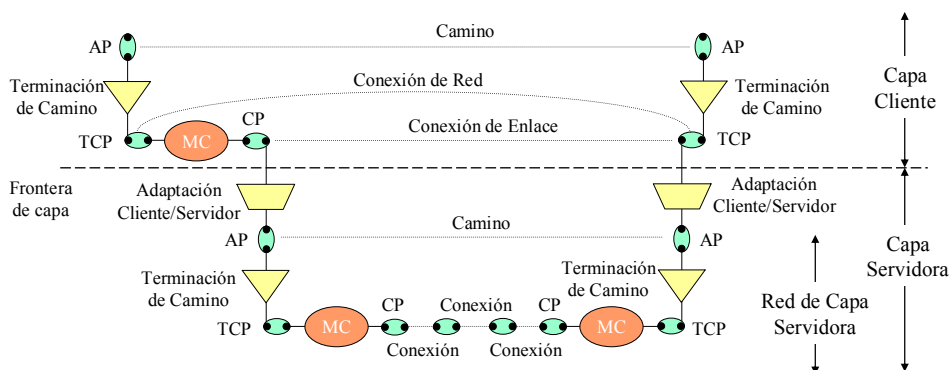 Camino
AP
AP
Terminación
de Camino
Conexión de Red
Terminación
de Camino
Capa
Cliente
TCP
MC
CP
Conexión de Enlace
TCP
Frontera
de capa
Adaptación
Cliente/Servidor
Adaptación
Cliente/Servidor
AP
Camino
AP
Capa
Servidora
Terminación
de Camino
Terminación
de Camino
Red de Capa
Servidora
TCP
MC
CP
Conexión
CP
MC
TCP
Conexión
Conexión